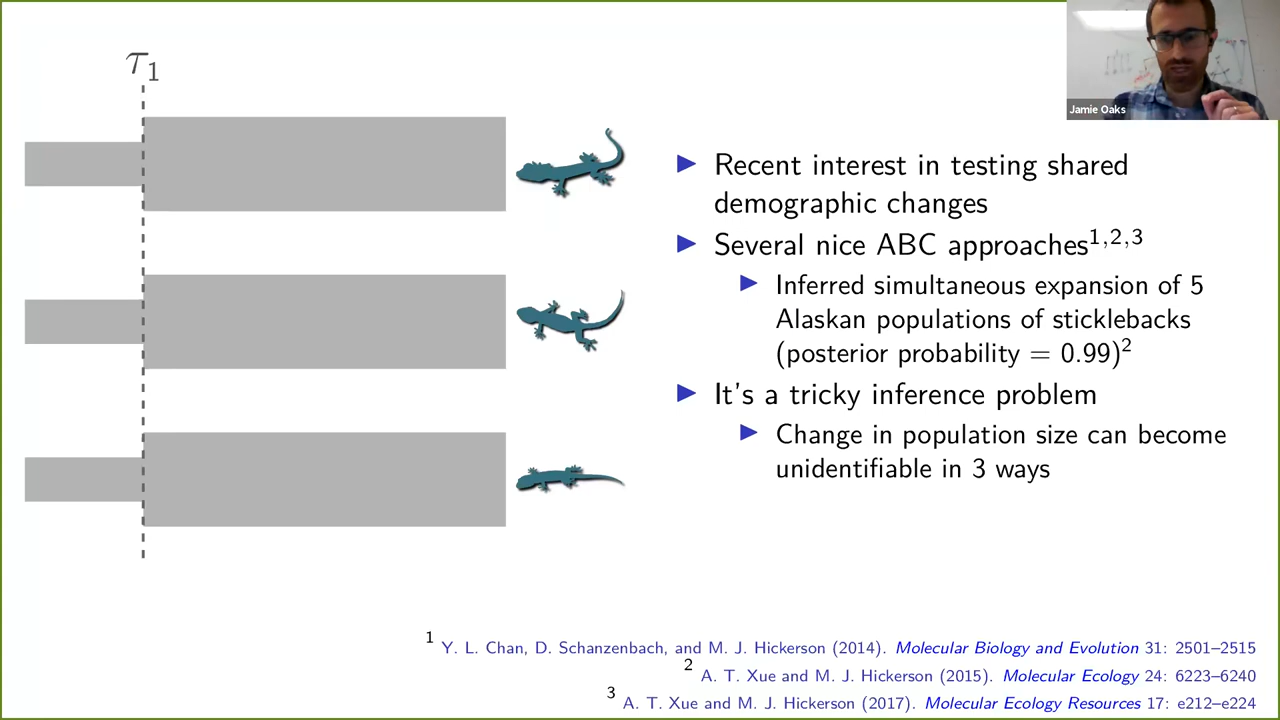 τ1
Jamie Oaks
▶ Recent interest in testing shared
demographic changes
▶ Several nice ABC approaches1,2,3
▶ Inferred simultaneous expansion of 5
Alaskan populations of sticklebacks
(posterior probability = 0.99)2
▶ It's a tricky inference problem
▶ Change in population size can become
unidentifiable in 3 ways
1 Y. L. Chan, D. Schanzenbach, and M. J. Hickerson (2014). Molecular Biology and Evolution 31: 2501–2515
2 A. T. Xue and M. J. Hickerson (2015). Molecular Ecology 24: 6223–6240
3 A. T. Xue and M. J. Hickerson (2017). Molecular Ecology Resources 17: e212–e224